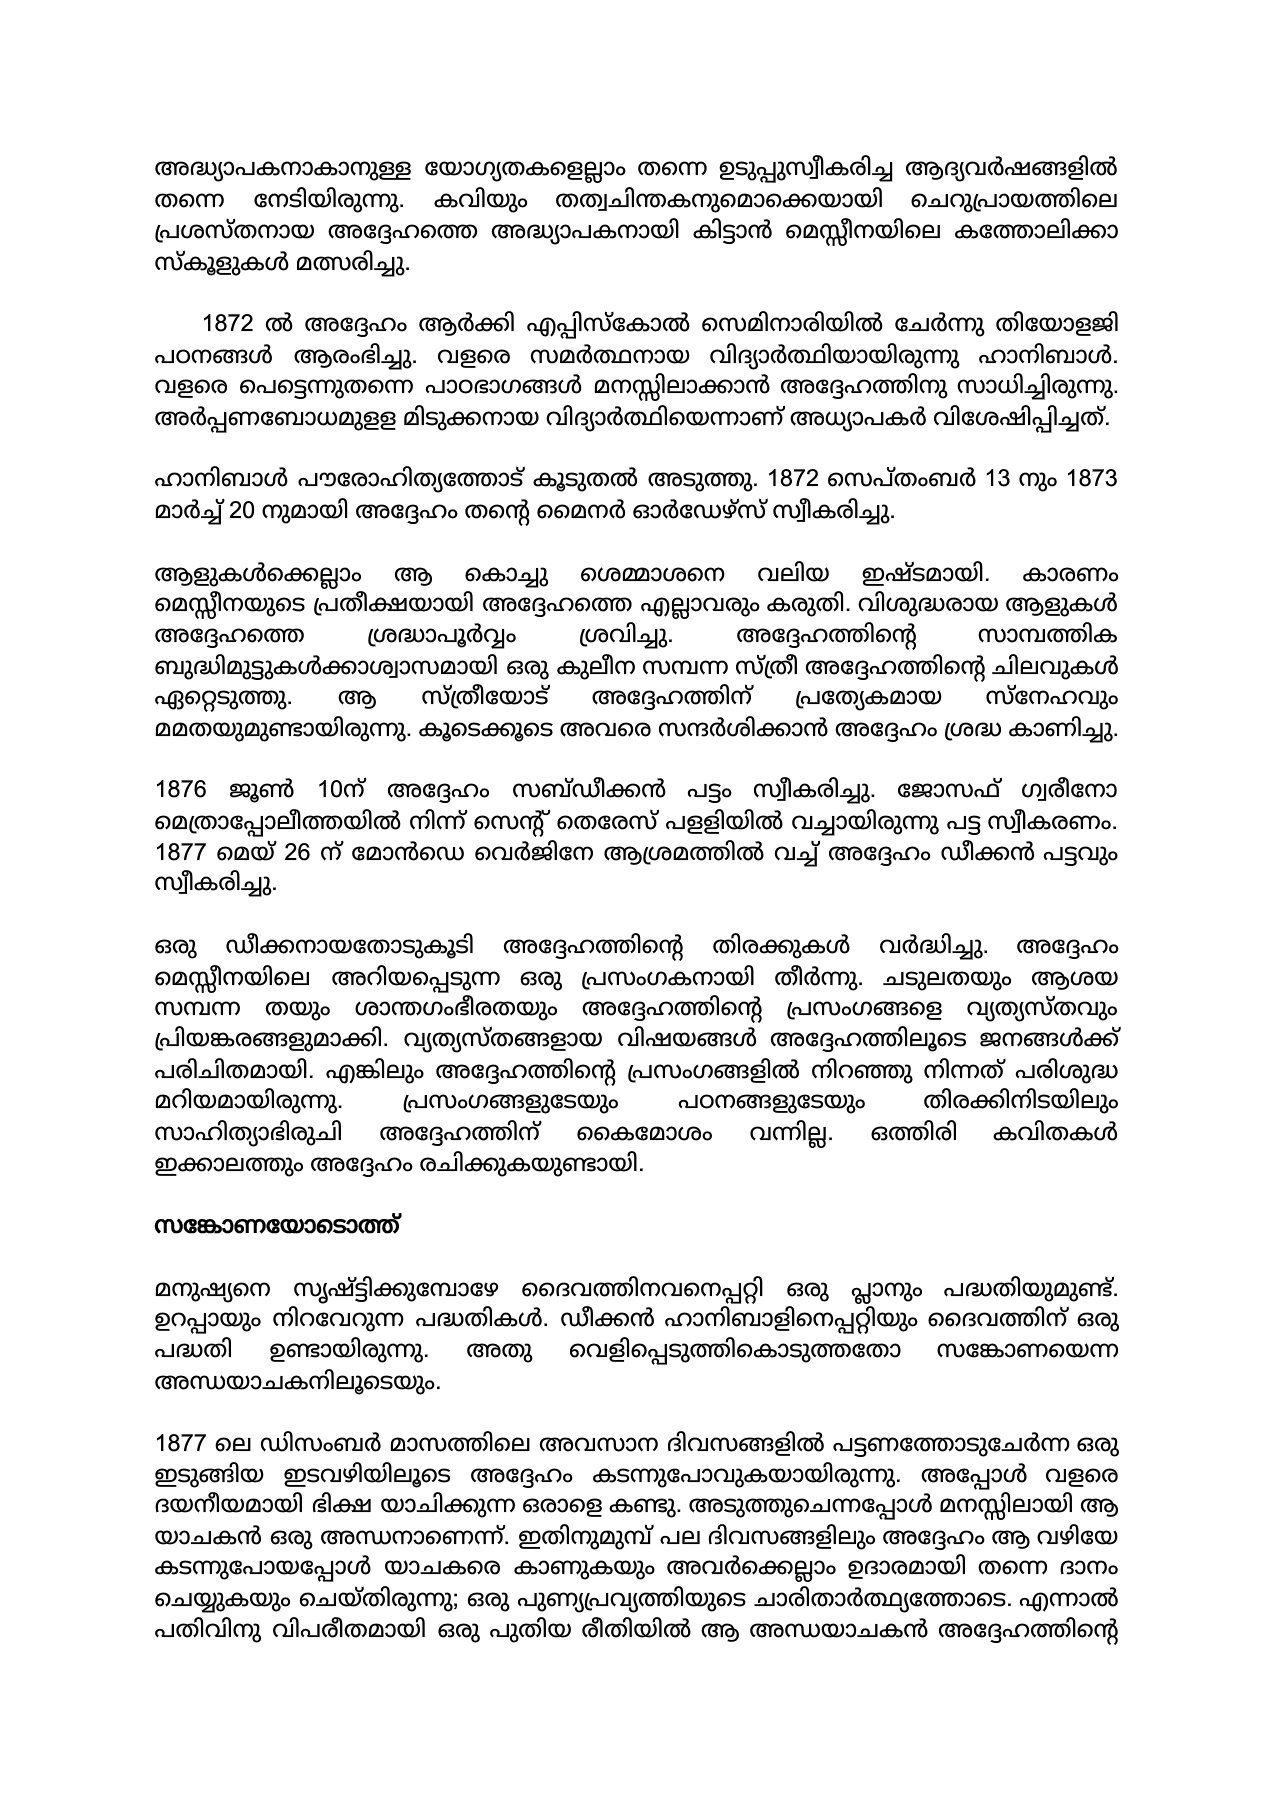 അദ്ധ്യാപകനാകാനുള്ള യോഗ്യതകളെല്ലാം തന്നെ ഉടുപ്പുസ്വീകരിച്ച ആദ്യവർഷങ്ങളിൽ
തന്നെ നേടിയിരുന്നു. കവിയും തത്വചിന്തകനുമൊക്കെയായി ചെറുപ്രായത്തിലെ
പ്രശസ്തനായ അദ്ദേഹത്തെ അദ്ധ്യാപകനായി കിട്ടാൻ മെസ്സീനയിലെ കത്തോലിക്കാ
സ്കൂളുകൾ മത്സരിച്ചു.
1872 ൽ അദ്ദേഹം ആർക്കി എപ്പിസ്കോൽ സെമിനാരിയിൽ ചേർന്നു തിയോളജി
പഠനങ്ങൾ ആരംഭിച്ചു. വളരെ സമർത്ഥനായ വിദ്യാർത്ഥിയായിരുന്നു ഹാനിബാൾ.
വളരെ പെട്ടെന്നുതന്നെ പാഠഭാഗങ്ങൾ മനസ്സിലാക്കാൻ അദ്ദേഹത്തിനു സാധിച്ചിരുന്നു.
അർപ്പണബോധമുളള മിടുക്കനായ വിദ്യാർത്ഥിയെന്നാണ് അധ്യാപകർ വിശേഷിപ്പിച്ചത്.
ഹാനിബാൾ പൗരോഹിത്യത്തോട് കൂടുതൽ അടുത്തു. 1872 സെപ്തംബർ 13 നും 1873
മാർച്ച് 20 നുമായി അദ്ദേഹം തന്റെ മൈനർ ഓർഡേഴ്സ് സ്വീകരിച്ചു.
ആളുകൾക്കെല്ലാം ആ കൊച്ചു ശെമ്മാശനെ വലിയ ഇഷ്ടമായി. കാരണം
മെസ്സീനയുടെ പ്രതീക്ഷയായി അദ്ദേഹത്തെ എല്ലാവരും കരുതി. വിശുദ്ധരായ ആളുകൾ
അദ്ദേഹത്തെ ശ്രദ്ധാപൂർവ്വം ശ്രവിച്ചു. അദ്ദേഹത്തിന്റെ സാമ്പത്തിക
ബുദ്ധിമുട്ടുകൾക്കാശ്വാസമായി ഒരു കുലീന സമ്പന്ന സ്ത്രീ അദ്ദേഹത്തിന്റെ ചിലവുകൾ
ഏറ്റെടുത്തു. ആ സ്ത്രീയോട് അദ്ദേഹത്തിന് പ്രത്യേകമായ സ്നേഹവും
മമതയുമുണ്ടായിരുന്നു. കൂടെക്കൂടെ അവരെ സന്ദർശിക്കാൻ അദ്ദേഹം ശ്രദ്ധ കാണിച്ചു.
1876 ജൂൺ 10ന് അദ്ദേഹം സബ്ഡീക്കൻ പട്ടം സ്വീകരിച്ചു. ജോസഫ് ഗ്വരീനോ
മെത്രാപ്പോലീത്തയിൽ നിന്ന് സെന്റ് തെരേസ് പളളിയിൽ വച്ചായിരുന്നു പട്ട സ്വീകരണം.
1877 മെയ് 26 ന് മോൻഡെ വെർജിനേ ആശ്രമത്തിൽ വച്ച് അദ്ദേഹം ഡീക്കൻ പട്ടവും
സ്വീകരിച്ചു.
ഒരു ഡീക്കനായതോടുകൂടി അദ്ദേഹത്തിന്റെ തിരക്കുകൾ വർദ്ധിച്ചു. അദ്ദേഹം
മെസ്സീനയിലെ അറിയപ്പെടുന്ന ഒരു പ്രസംഗകനായി തീർന്നു. ചടുലതയും ആശയ
സമ്പന്ന തയും ശാന്തഗംഭീരതയും അദ്ദേഹത്തിന്റെ പ്രസംഗങ്ങളെ വ്യത്യസ്തവും
പ്രിയങ്കരങ്ങളുമാക്കി. വ്യത്യസ്തങ്ങളായ വിഷയങ്ങൾ അദ്ദേഹത്തിലൂടെ ജനങ്ങൾക്ക്
പരിചിതമായി. എങ്കിലും അദ്ദേഹത്തിന്റെ പ്രസംഗങ്ങളിൽ നിറഞ്ഞു നിന്നത് പരിശുദ്ധ
മറിയമായിരുന്നു. പ്രസംഗങ്ങളുടേയും പഠനങ്ങളുടേയും തിരക്കിനിടയിലും
സാഹിത്യാഭിരുചി അദ്ദേഹത്തിന് കൈമോശം വന്നില്ല. ഒത്തിരി കവിതകൾ
ഇക്കാലത്തും അദ്ദേഹം രചിക്കുകയുണ്ടായി.
സങ്കോണയോടൊത്ത്
മനുഷ്യനെ സൃഷ്ട്ടിക്കുമ്പോഴേ ദൈവത്തിനവനെപ്പറ്റി ഒരു പ്ലാനും പദ്ധതിയുമുണ്ട്.
ഉറപ്പായും നിറവേറുന്ന പദ്ധതികൾ. ഡീക്കൻ ഹാനിബാളിനെപ്പറ്റിയും ദൈവത്തിന് ഒരു
പദ്ധതി ഉണ്ടായിരുന്നു. അതു വെളിപ്പെടുത്തികൊടുത്തതോ സങ്കോണയെന്ന
അന്ധയാചകനിലൂടെയും.
1877 ലെ ഡിസംബർ മാസത്തിലെ അവസാന ദിവസങ്ങളിൽ പട്ടണത്തോടുചേർന്ന ഒരു
ഇടുങ്ങിയ ഇടവഴിയിലൂടെ അദ്ദേഹം കടന്നുപോവുകയായിരുന്നു. അപ്പോൾ വളരെ
ദയനീയമായി ഭിക്ഷ യാചിക്കുന്ന ഒരാളെ കണ്ടു. അടുത്തുചെന്നപ്പോൾ മനസ്സിലായി ആ
യാചകൻ ഒരു അന്ധനാണെന്ന്. ഇതിനുമുമ്പ് പല ദിവസങ്ങളിലും അദ്ദേഹം ആ വഴിയേ
കടന്നുപോയപ്പോൾ യാചകരെ കാണുകയും അവർക്കെല്ലാം ഉദാരമായി തന്നെ ദാനം
ചെയ്യുകയും ചെയ്തിരുന്നു; ഒരു പുണ്യപ്രവ്യത്തിയുടെ ചാരിതാർത്ഥ്യത്തോടെ. എന്നാൽ
പതിവിനു വിപരീതമായി ഒരു പുതിയ രീതിയിൽ ആ അന്ധയാചകൻ അദ്ദേഹത്തിന്റെ